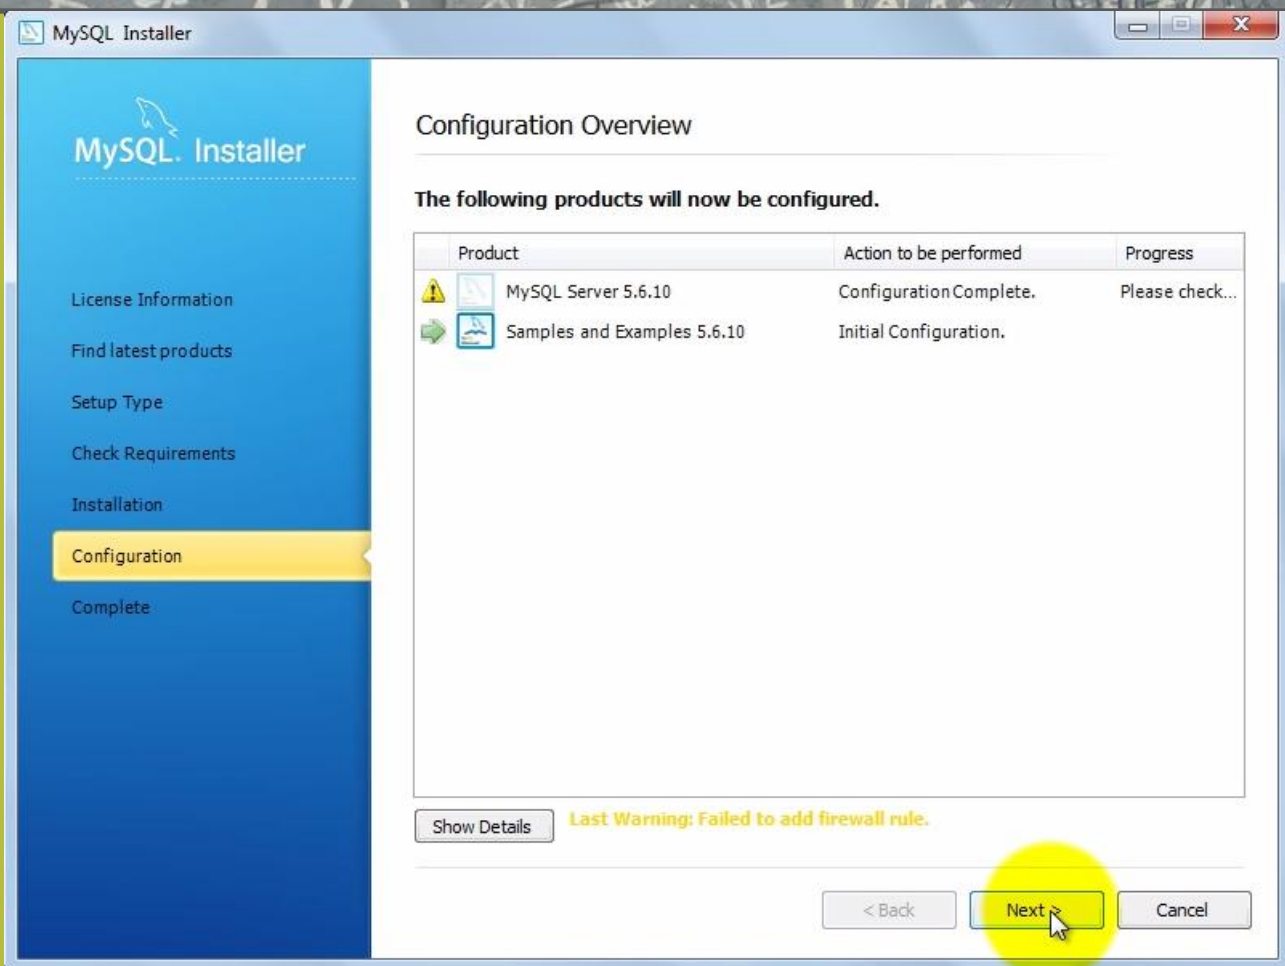 MySQL Installer
MySQL. Installer
License Information
Find latest products
Setup Type
Check Requirements
Installation
Configuration
Complete
Configuration Overview
The following products will now be configured.
Product Action to be performed Progress
MySQL Server 5.6.10 Configuration Complete. Please check...
Samples and Examples 5.6.10 Initial Configuration.
Show Details Last Warning: Failed to add firewall rule.
< Back Next > Cancel